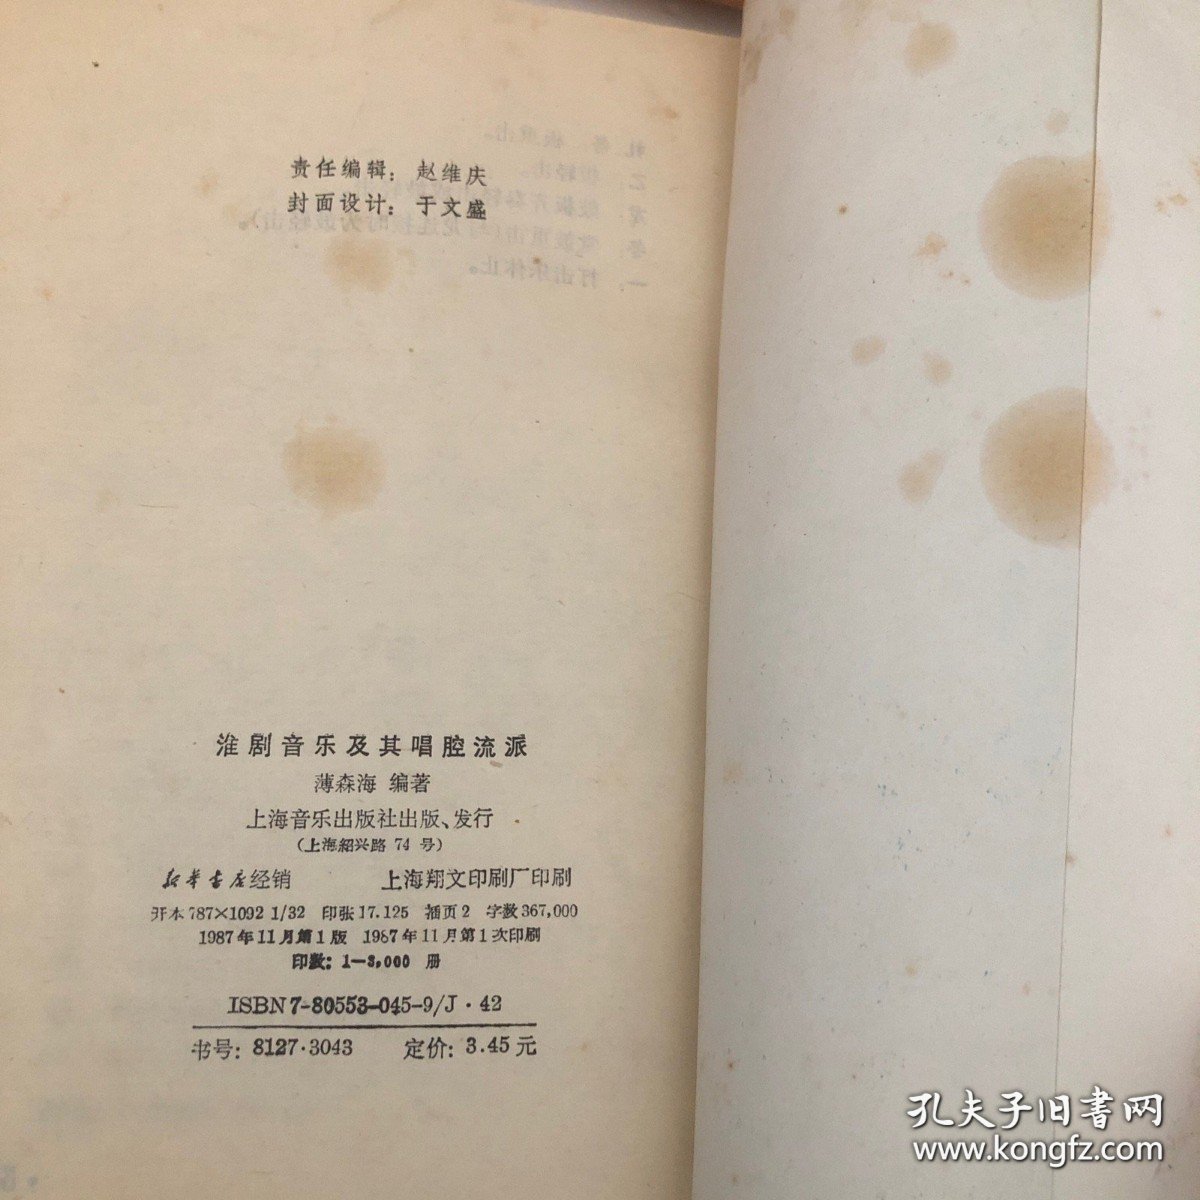 责任编辑：赵维庆
封面设计：于文盛
淮剧音乐及其唱腔流派
薄森海 编著
上海音乐出版社出版、发行
(上海绍兴路 74 号)
新华书店经销 上海翔文印刷厂印刷
开本 787×1092 1/32 印张 17.125 插页 2 字数 367,000
1987年11月第1版 1987年11月第1次印刷
印数：1—3,000 册
ISBN7-80553-045-9/J·42
书号：8127·3043 定价：3.45 元
孔夫子旧書网
www.kongfz.com